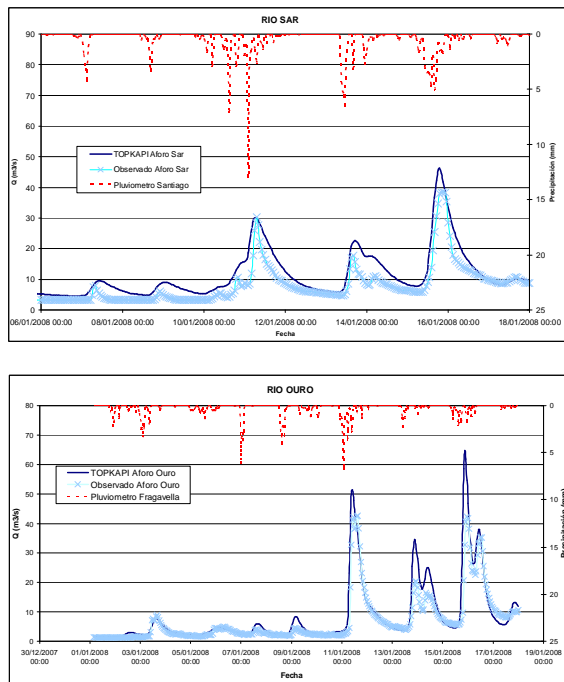 RIO SAR
90
80
70
60
50
40
30
20
10
0
Q (m3/s)
0
5
10
15
20
25
Precipitación (mm)
TOPKAPI Aforo Sar
Observado Aforo Sar
Pluviometro Santiago
06/01/2008 00:00 08/01/2008 00:00 10/01/2008 00:00 12/01/2008 00:00 14/01/2008 00:00 16/01/2008 00:00 18/01/2008 00:00
Fecha
RIO OURO
80
70
60
50
40
30
20
10
0
Q (m3/s)
0
5
10
15
20
25
Precipitación (mm)
TOPKAPI Aforo Ouro
Observado Aforo Ouro
Pluviometro Fragavella
30/12/2007 01/01/2008 03/01/2008 05/01/2008 07/01/2008 09/01/2008 11/01/2008 13/01/2008 15/01/2008 17/01/2008 19/01/2008
00:00 00:00 00:00 00:00 00:00 00:00 00:00 00:00 00:00 00:00 00:00
Fecha